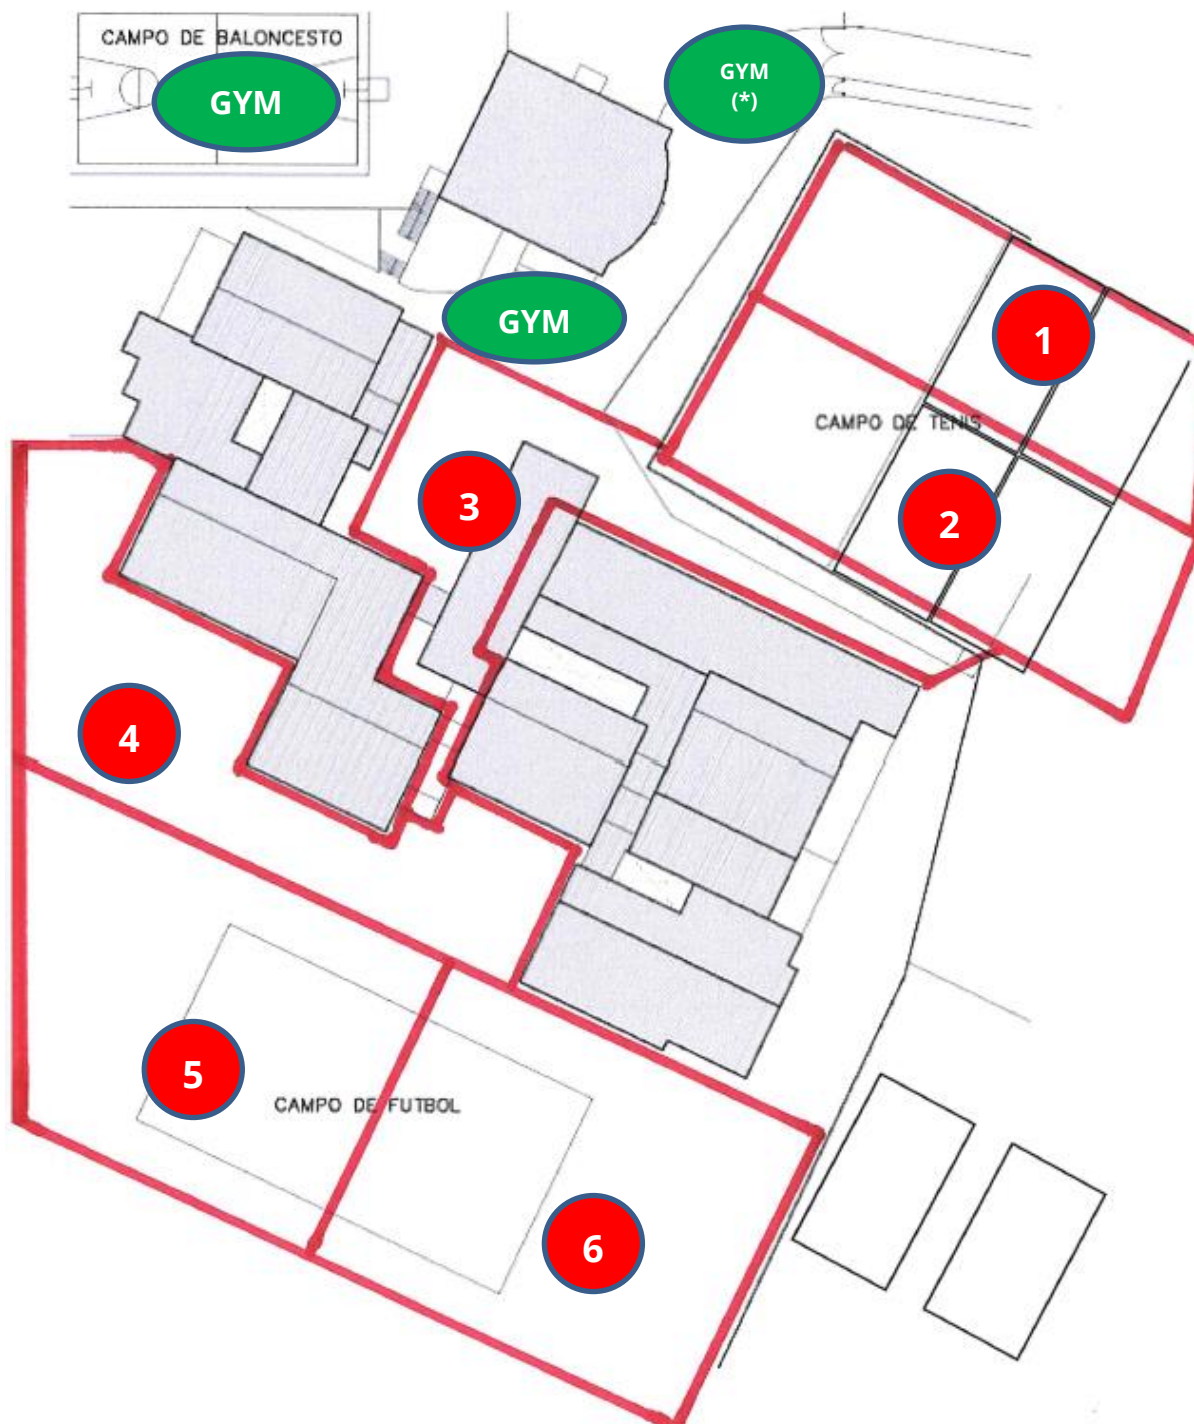 CAMPO DE BALONCESTO
GYM
GYM
(*)
GYM
1
CAMPO DE TENIS
3
2
4
5
CAMPO DE FUTBOL
6